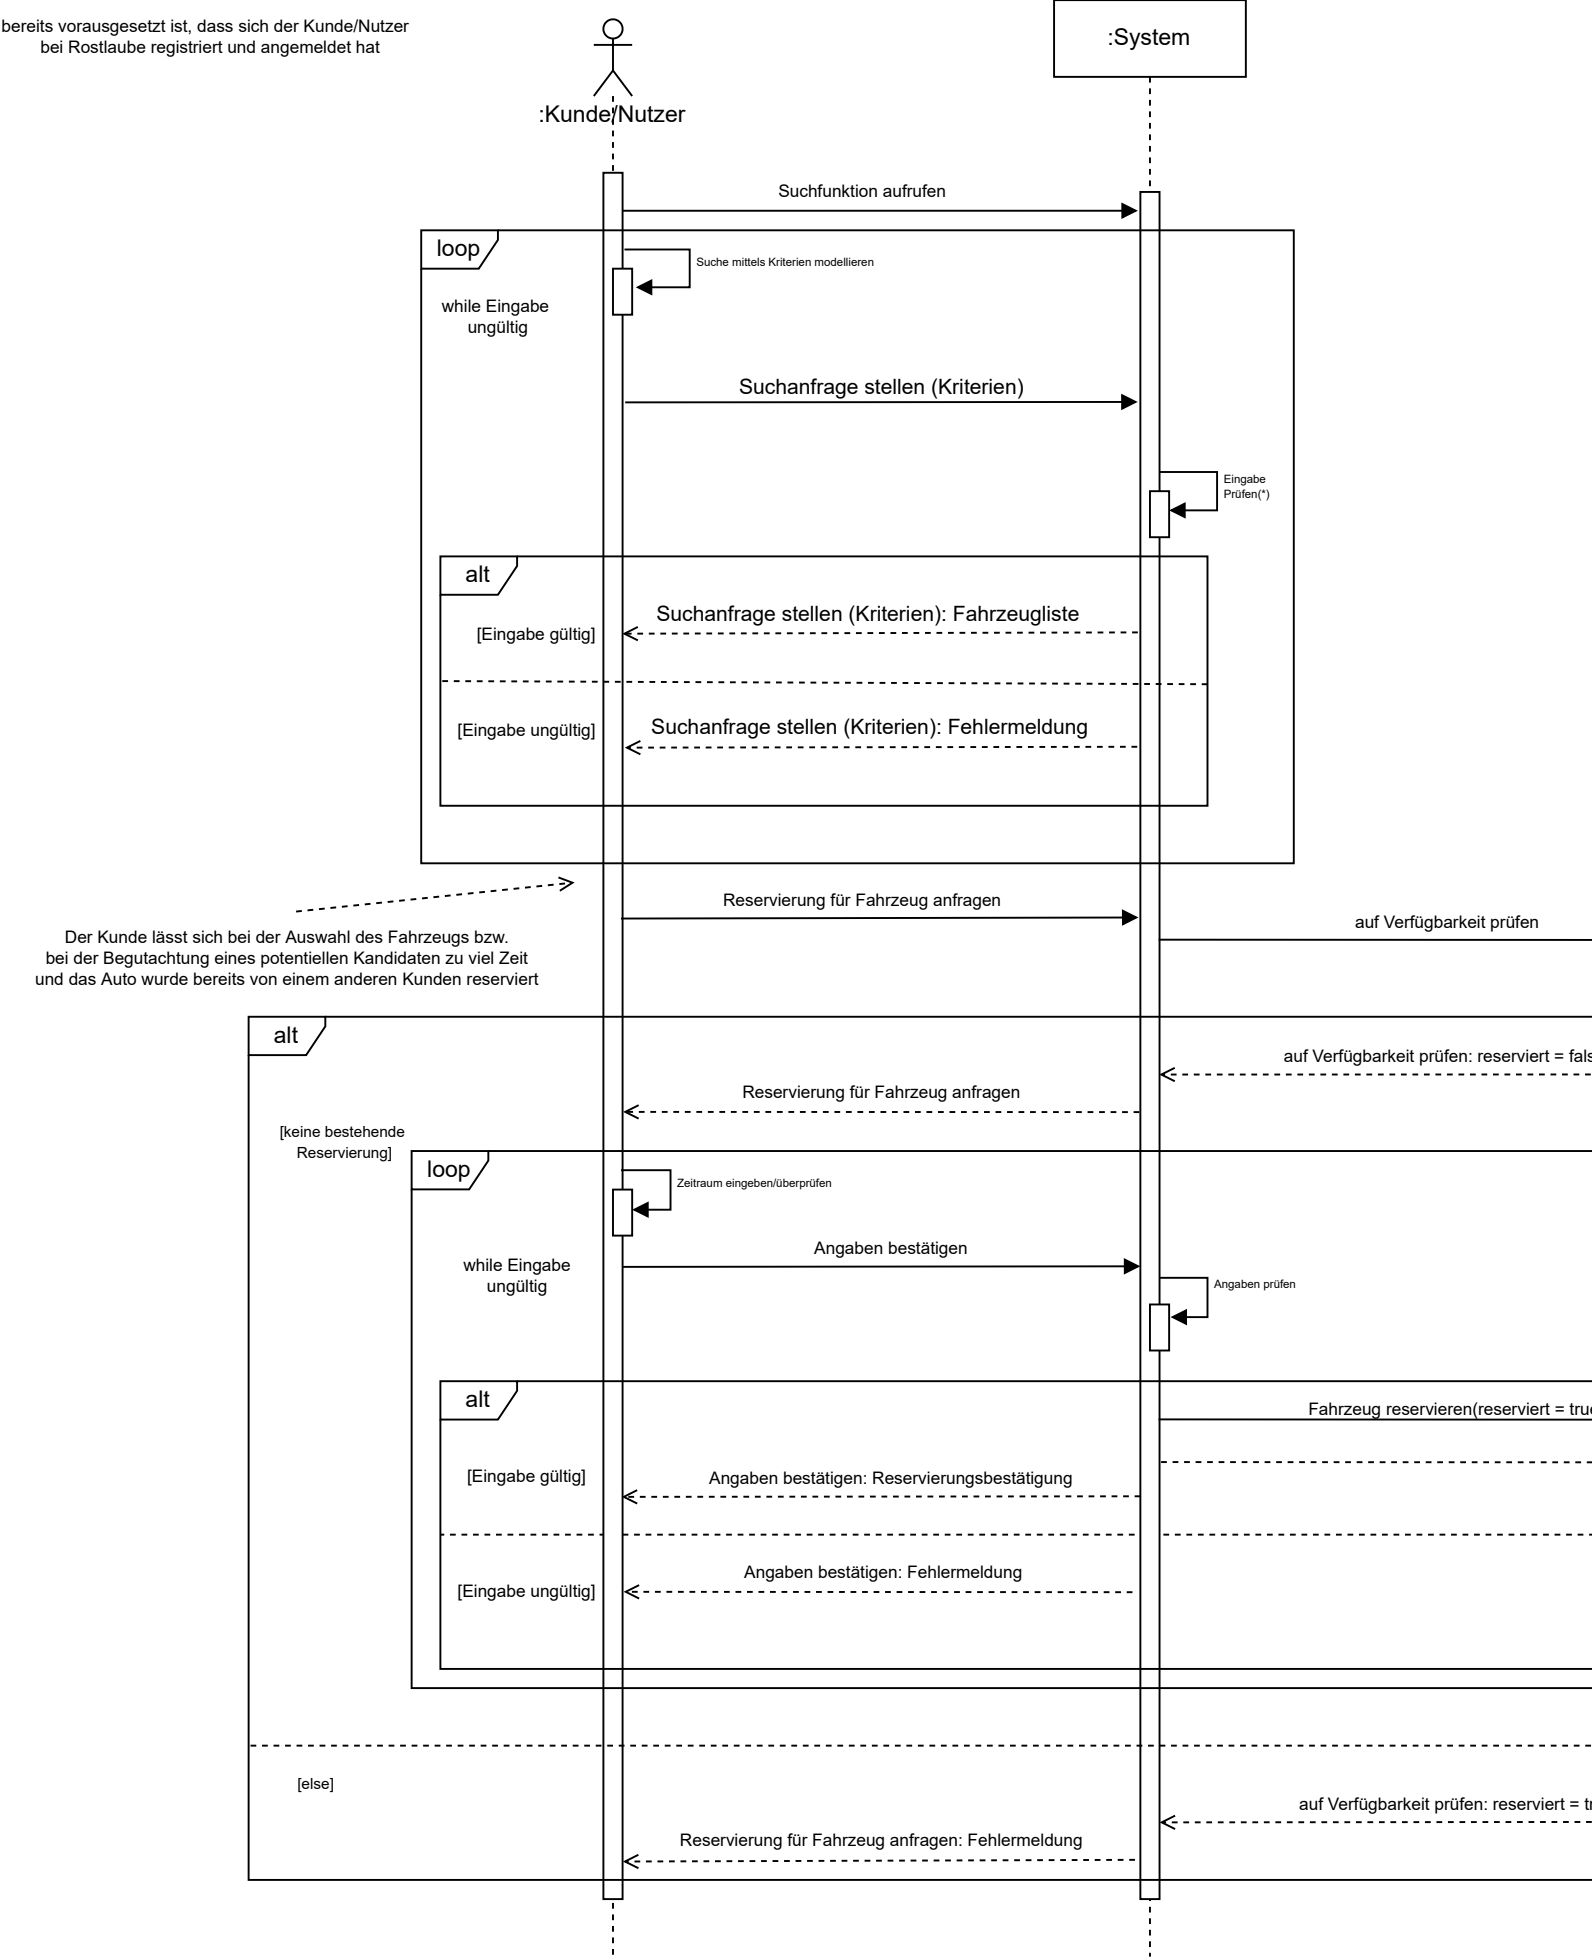 bereits vorausgesetzt ist, dass sich der Kunde/Nutzer
bei Rostlaube registriert und angemeldet hat
:Kunde/Nutzer
:System
Suchfunktion aufrufen
loop
Suche mittels Kriterien modellieren
while Eingabe
ungültig
Suchanfrage stellen (Kriterien)
Eingabe
Prüfen(*)
alt
Suchanfrage stellen (Kriterien): Fahrzeugliste
[Eingabe gültig]
Suchanfrage stellen (Kriterien): Fehlermeldung
[Eingabe ungültig]
Reservierung für Fahrzeug anfragen
auf Verfügbarkeit prüfen
Der Kunde lässt sich bei der Auswahl des Fahrzeugs bzw.
bei der Begutachtung eines potentiellen Kandidaten zu viel Zeit
und das Auto wurde bereits von einem anderen Kunden reserviert
alt
auf Verfügbarkeit prüfen: reserviert = fals
Reservierung für Fahrzeug anfragen
[keine bestehende
Reservierung]
loop
Zeitraum eingeben/überprüfen
Angaben bestätigen
while Eingabe
ungültig
Angaben prüfen
alt
Fahrzeug reservieren(reserviert = true
[Eingabe gültig]
Angaben bestätigen: Reservierungsbestätigung
Angaben bestätigen: Fehlermeldung
[Eingabe ungültig]
[else]
auf Verfügbarkeit prüfen: reserviert = tr
Reservierung für Fahrzeug anfragen: Fehlermeldung